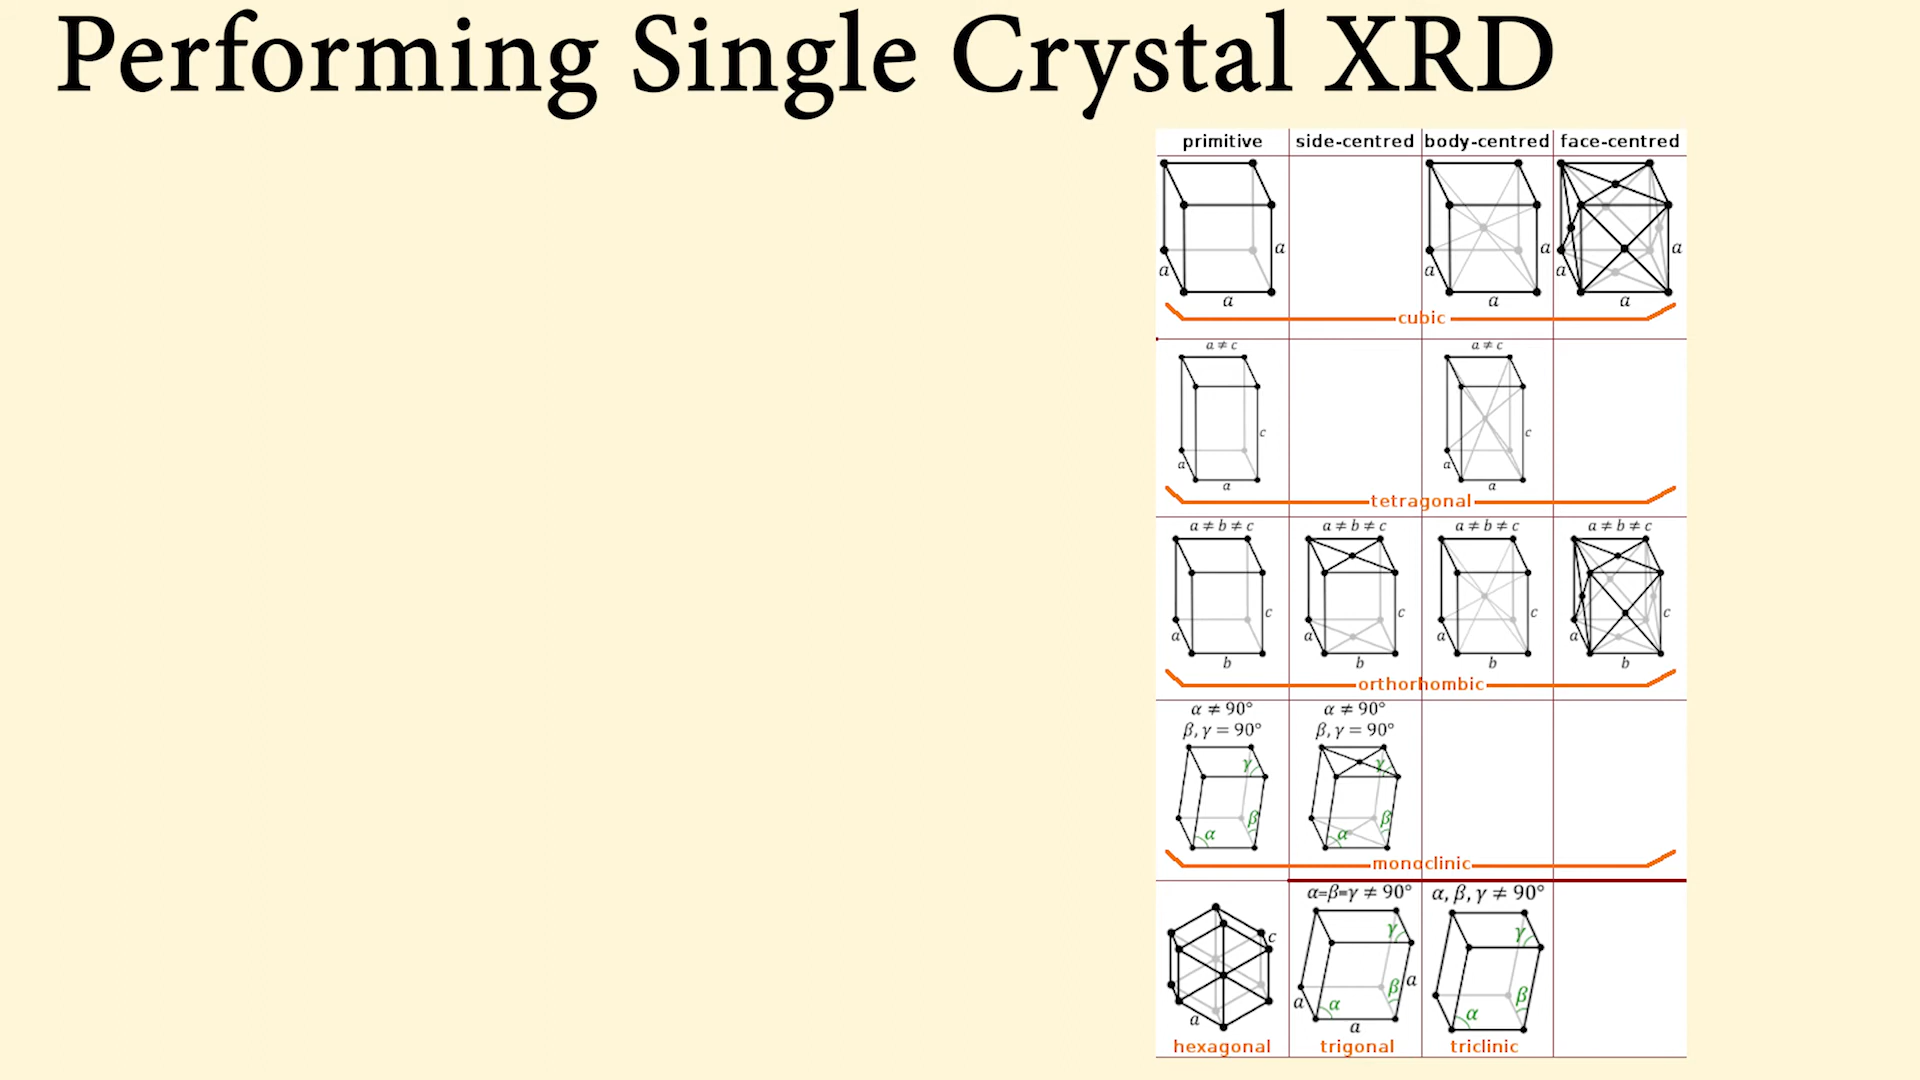 Performing Single Crystal XRD
primitive side-centred body-centred face-centred
a a a
a a a
a a a
cubic
a ≠ c a ≠ c
c c
a a
a a
tetragonal
a ≠ b ≠ c a ≠ b ≠ c a ≠ b ≠ c a ≠ b ≠ c
c c c c
a a a a
b b b b
orthorhombic
α ≠ 90° α ≠ 90°
β, γ = 90° β, γ = 90°
γ γ
β β
α α
monoclinic
α=β=γ ≠ 90° α, β, γ ≠ 90°
c γ γ
a β a β
a α α
a
hexagonal trigonal triclinic